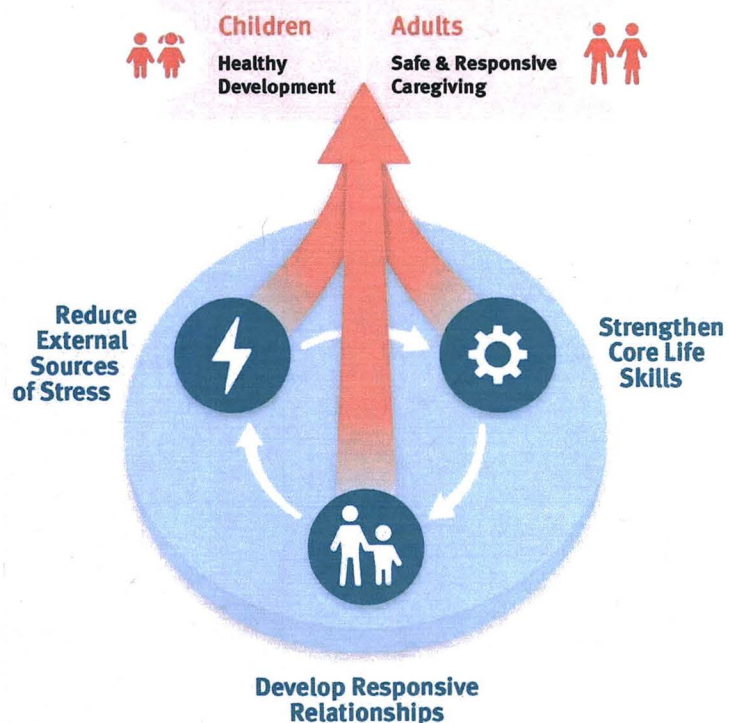 Children
Healthy
Development
Adults
Safe & Responsive
Caregiving
Reduce
External
Sources
of Stress
Strengthen
Core Life
Skills
Develop Responsive
Relationships